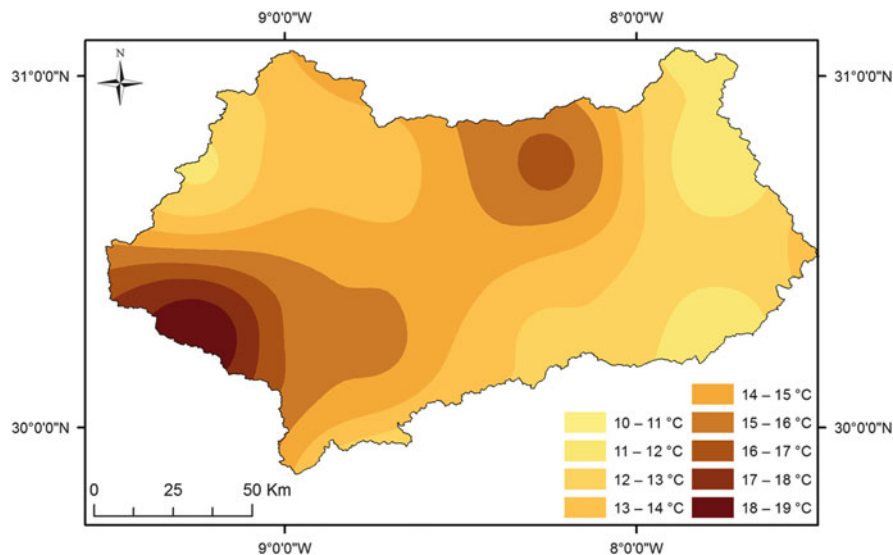 9°0'0"W 8°0'0"W
N
31°0'0"N 31°0'0"N
30°0'0"N 30°0'0"N
14 – 15 °C
10 – 11 °C 15 – 16 °C
11 – 12 °C 16 – 17 °C
12 – 13 °C 17 – 18 °C
13 – 14 °C 18 – 19 °C
0 25 50 Km
9°0'0"W 8°0'0"W